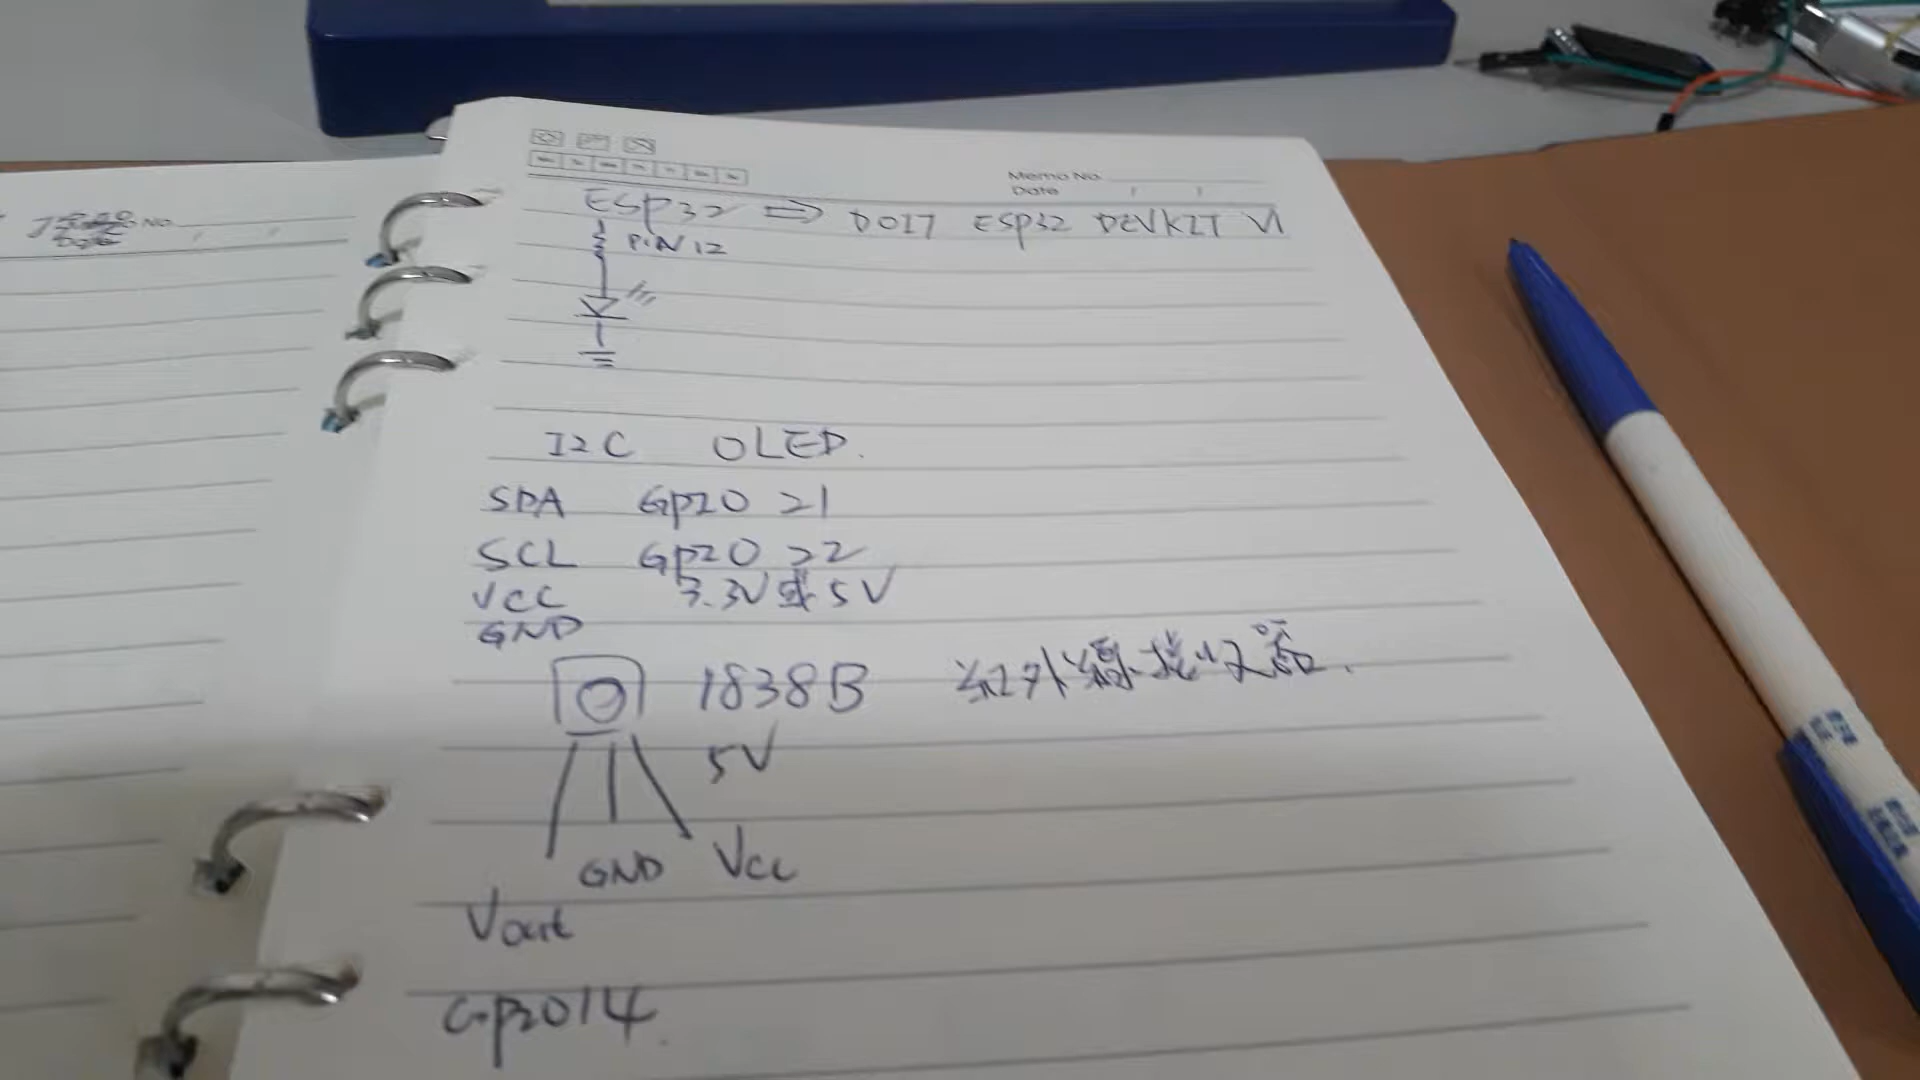 Memo No.
Date
ESP32 ⇒ DOIT ESP32 DEVKIT V1
PIN 12
I2C OLED.
SDA GPIO 21
SCL GPIO 22
VCC 3.3V或5V
GND
1838B 紅外線接收器.
5V
GND Vcc
Vout
GPIO14.